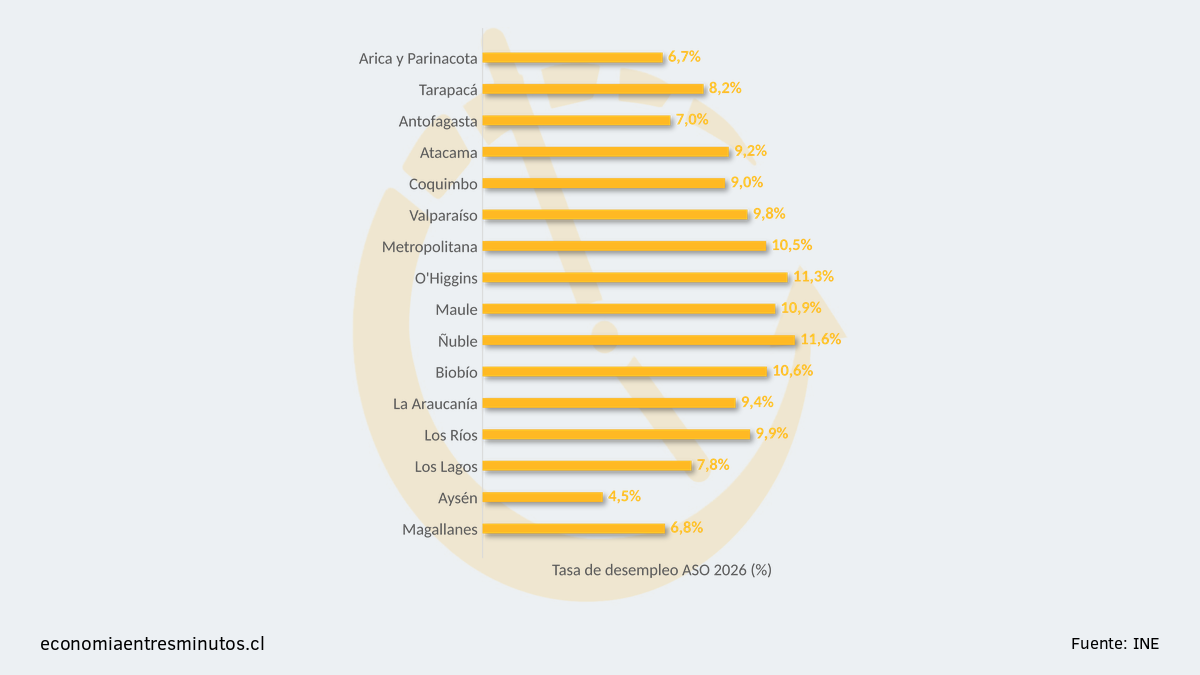 Arica y Parinacota 6,7%
Tarapacá 8,2%
Antofagasta 7,0%
Atacama 9,2%
Coquimbo 9,0%
Valparaíso 9,8%
Metropolitana 10,5%
O'Higgins 11,3%
Maule 10,9%
Ñuble 11,6%
Biobío 10,6%
La Araucanía 9,4%
Los Ríos 9,9%
Los Lagos 7,8%
Aysén 4,5%
Magallanes 6,8%
Tasa de desempleo ASO 2026 (%)
economiaentresminutos.cl
Fuente: INE